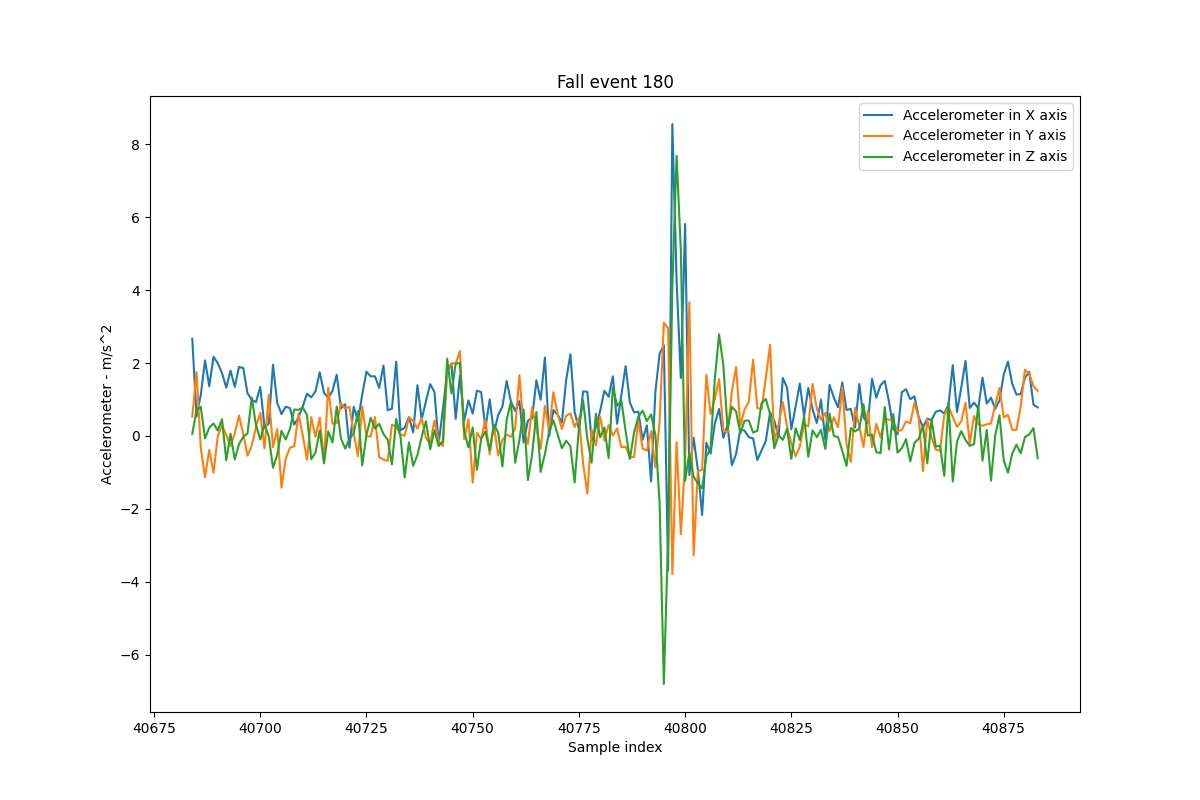 Fall event 180
Accelerometer in X axis
Accelerometer in Y axis
Accelerometer in Z axis
Accelerometer - m/s^2
8
6
4
2
0
−2
−4
−6
40675 40700 40725 40750 40775 40800 40825 40850 40875
Sample index